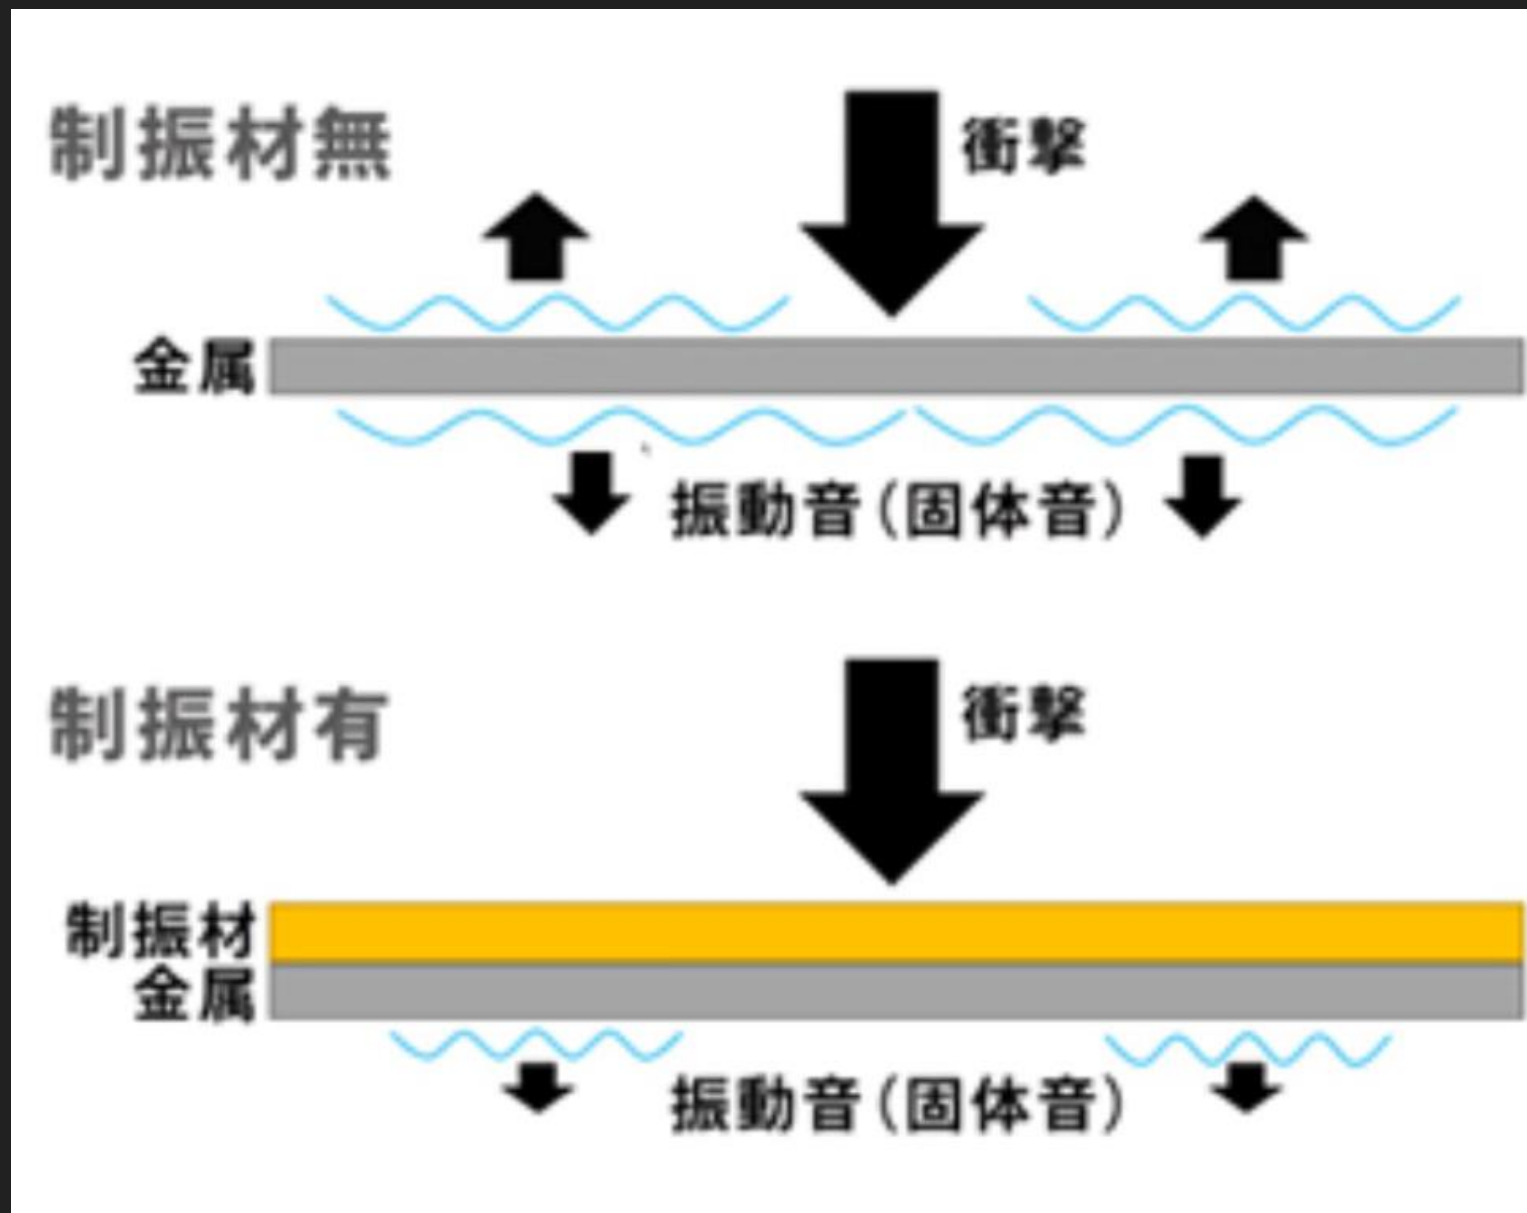 制振材無
衝撃
金属
振動音(固体音)
制振材有
衝撃
制振材
金属
振動音(固体音)